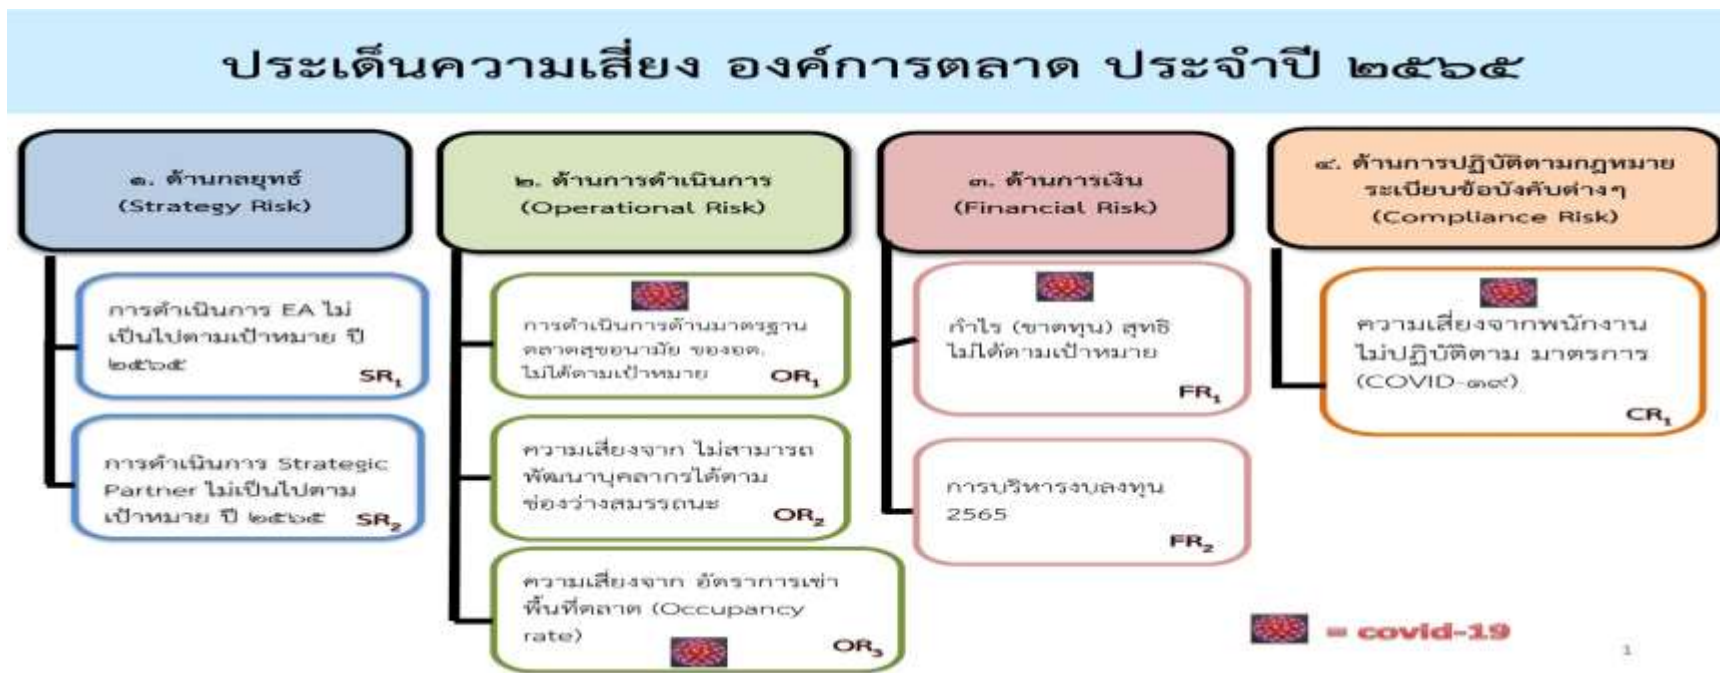 ประเด็นความเสี่ยง องค์การตลาด ประจำปี ๒๕๖๕
๑. ด้านกลยุทธ์
(Strategy Risk)
การดำเนินการ EA ไม่
เป็นไปตามเป้าหมาย ปี
๒๕๖๕
SR1
การดำเนินการ Strategic
Partner ไม่เป็นไปตาม
เป้าหมาย ปี ๒๕๖๕
SR2
๒. ด้านการดำเนินการ
(Operational Risk)
การดำเนินการด้านมาตรฐาน
ตลาดสุขอนามัย ของอต.
ไม่ได้ตามเป้าหมาย
OR1
ความเสี่ยงจาก ไม่สามารถ
พัฒนาบุคลากรได้ตาม
ช่องว่างสมรรถนะ
OR2
ความเสี่ยงจาก อัตราการเช่า
พื้นที่ตลาด (Occupancy
rate)
OR3
๓. ด้านการเงิน
(Financial Risk)
กำไร (ขาดทุน) สุทธิ
ไม่ได้ตามเป้าหมาย
FR1
การบริหารงบลงทุน
2565
FR2
๔. ด้านการปฏิบัติตามกฎหมาย
ระเบียบข้อบังคับต่างๆ
(Compliance Risk)
ความเสี่ยงจากพนักงาน
ไม่ปฏิบัติตาม มาตรการ
(COVID-๑๙)
CR1
= covid-19
1